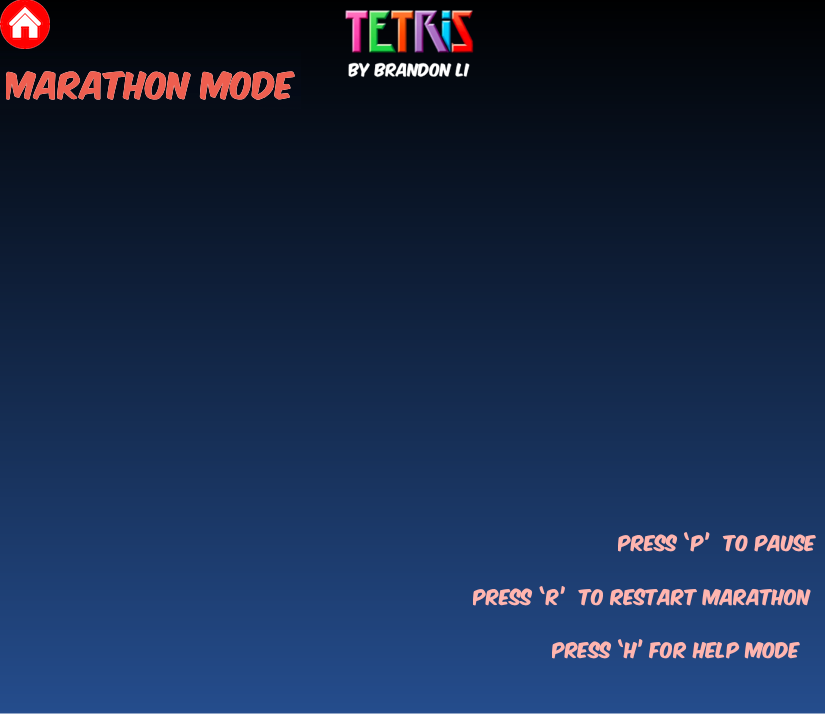 TETRIS
BY BRANDON LI
MARATHON MODE
PRESS 'P' TO PAUSE
PRESS 'R' TO RESTART MARATHON
PRESS 'H' FOR HELP MODE